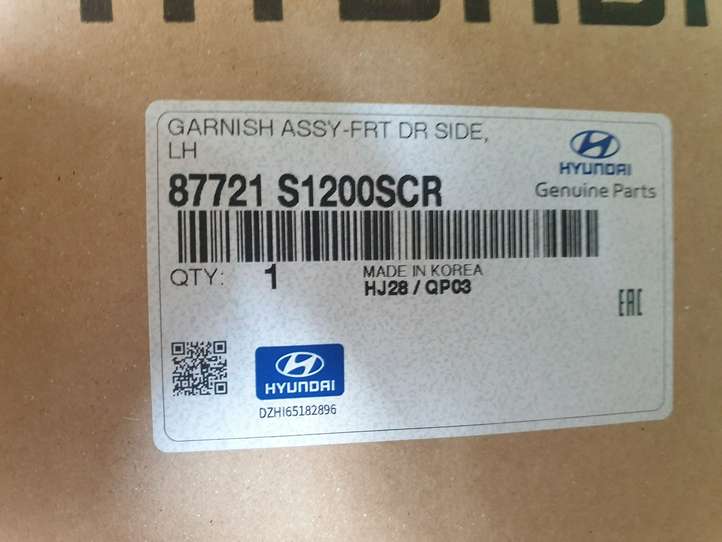 HYUNDAI
GARNISH ASSY-FRT DR SIDE,
LH
87721 S1200SCR
HYUNDAI
Genuine Parts
QTY: 1
MADE IN KOREA
HJ28 / QP03
EAC
HYUNDAI
DZHI65182896